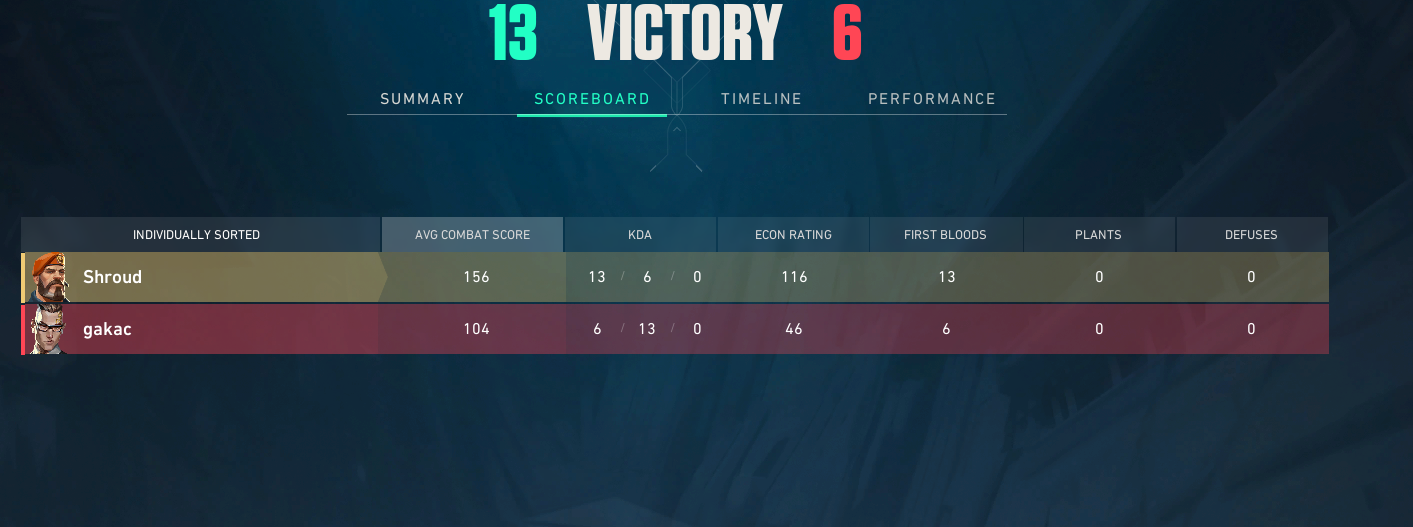 13 VICTORY 6
SUMMARY SCOREBOARD TIMELINE PERFORMANCE
INDIVIDUALLY SORTED AVG COMBAT SCORE KDA ECON RATING FIRST BLOODS PLANTS DEFUSES
Shroud 156 13 / 6 / 0 116 13 0 0
gakac 104 6 / 13 / 0 46 6 0 0